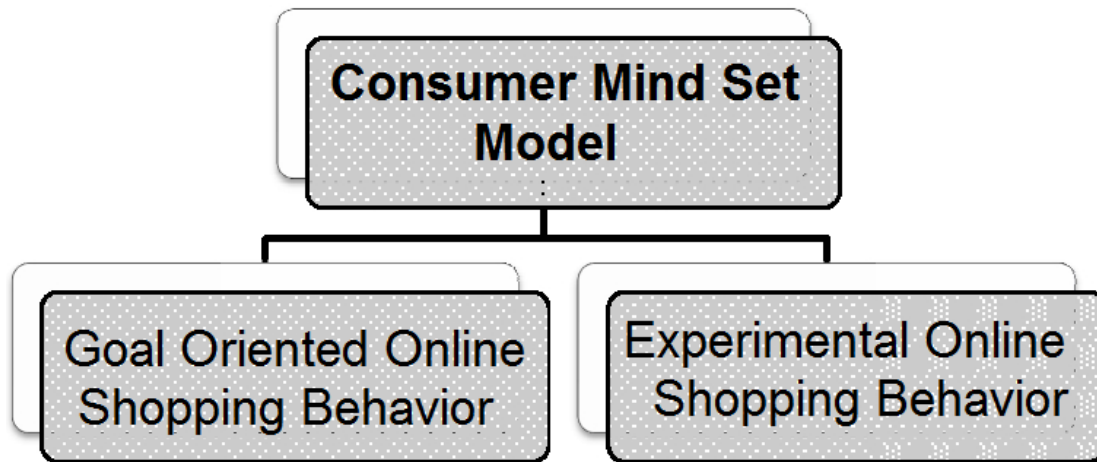 Consumer Mind Set
Model
Goal Oriented Online
Shopping Behavior
Experimental Online
Shopping Behavior